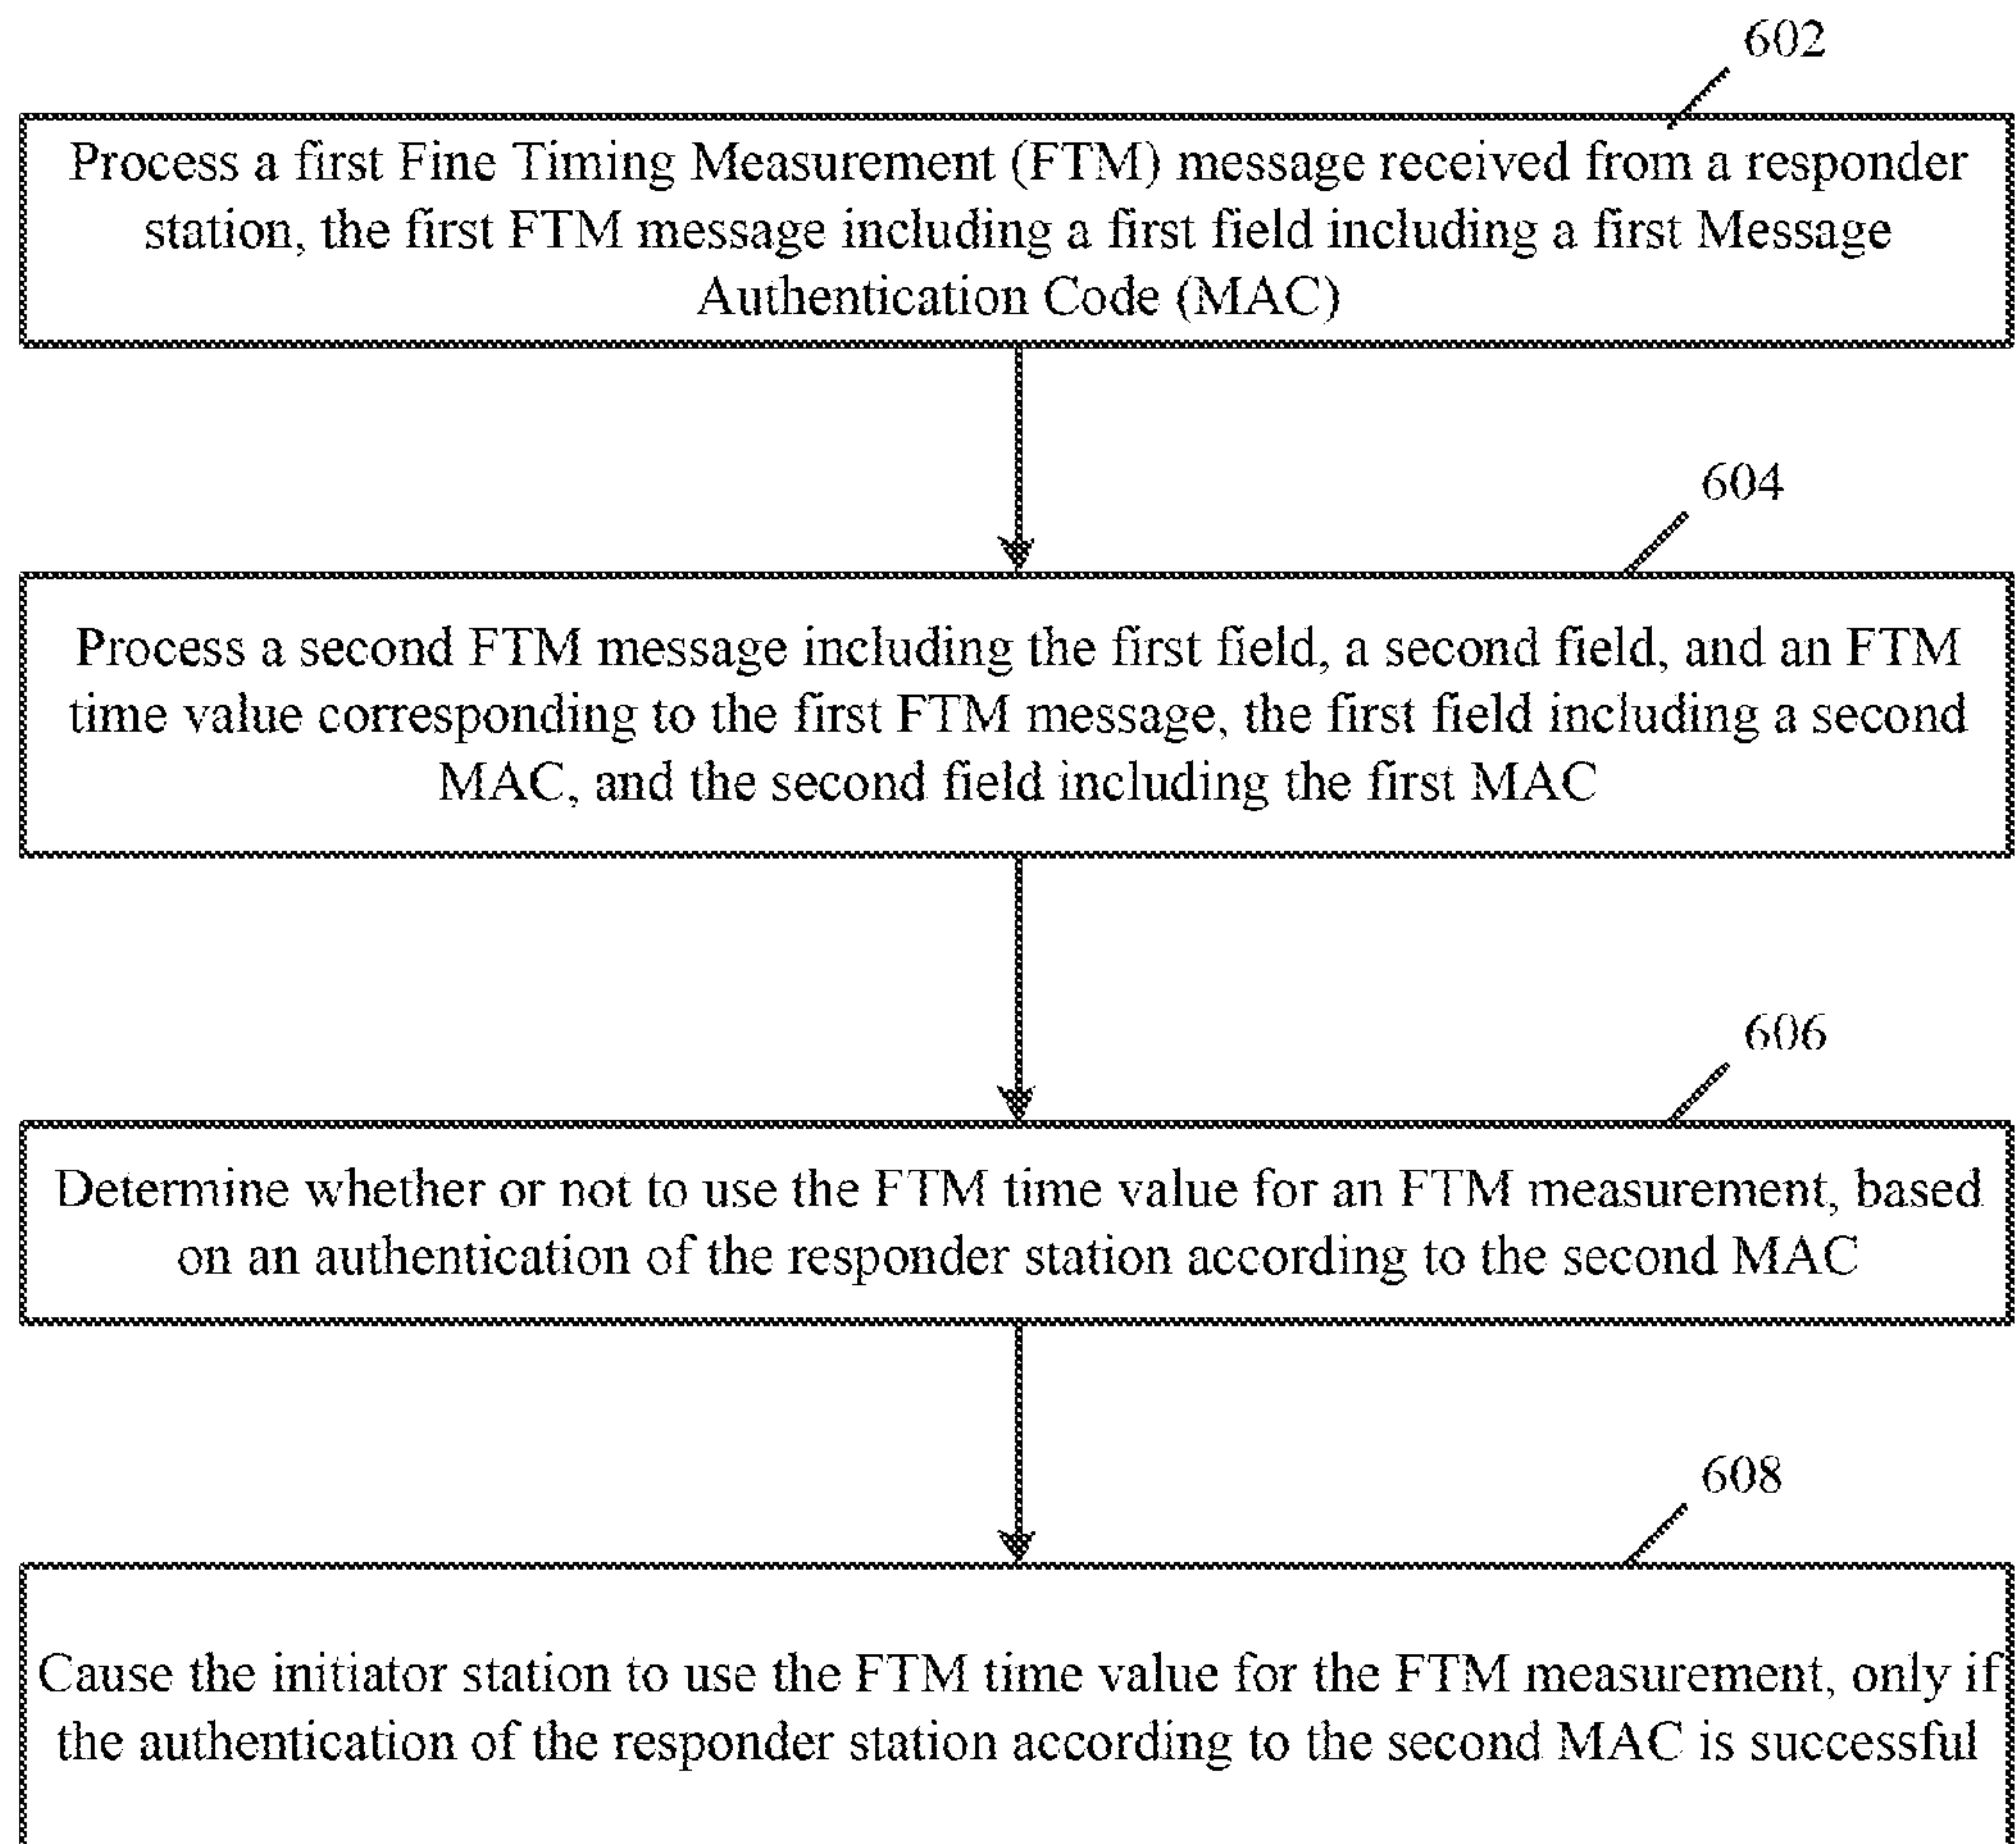 602
Process a first Fine Timing Measurement (FTM) message received from a responder
station, the first FTM message including a first field including a first Message
Authentication Code (MAC)
604
Process a second FTM message including the first field, a second field, and an FTM
time value corresponding to the first FTM message, the first field including a second
MAC, and the second field including the first MAC
606
Determine whether or not to use the FTM time value for an FTM measurement, based
on an authentication of the responder station according to the second MAC
608
Cause the initiator station to use the FTM time value for the FTM measurement, only if
the authentication of the responder station according to the second MAC is successful